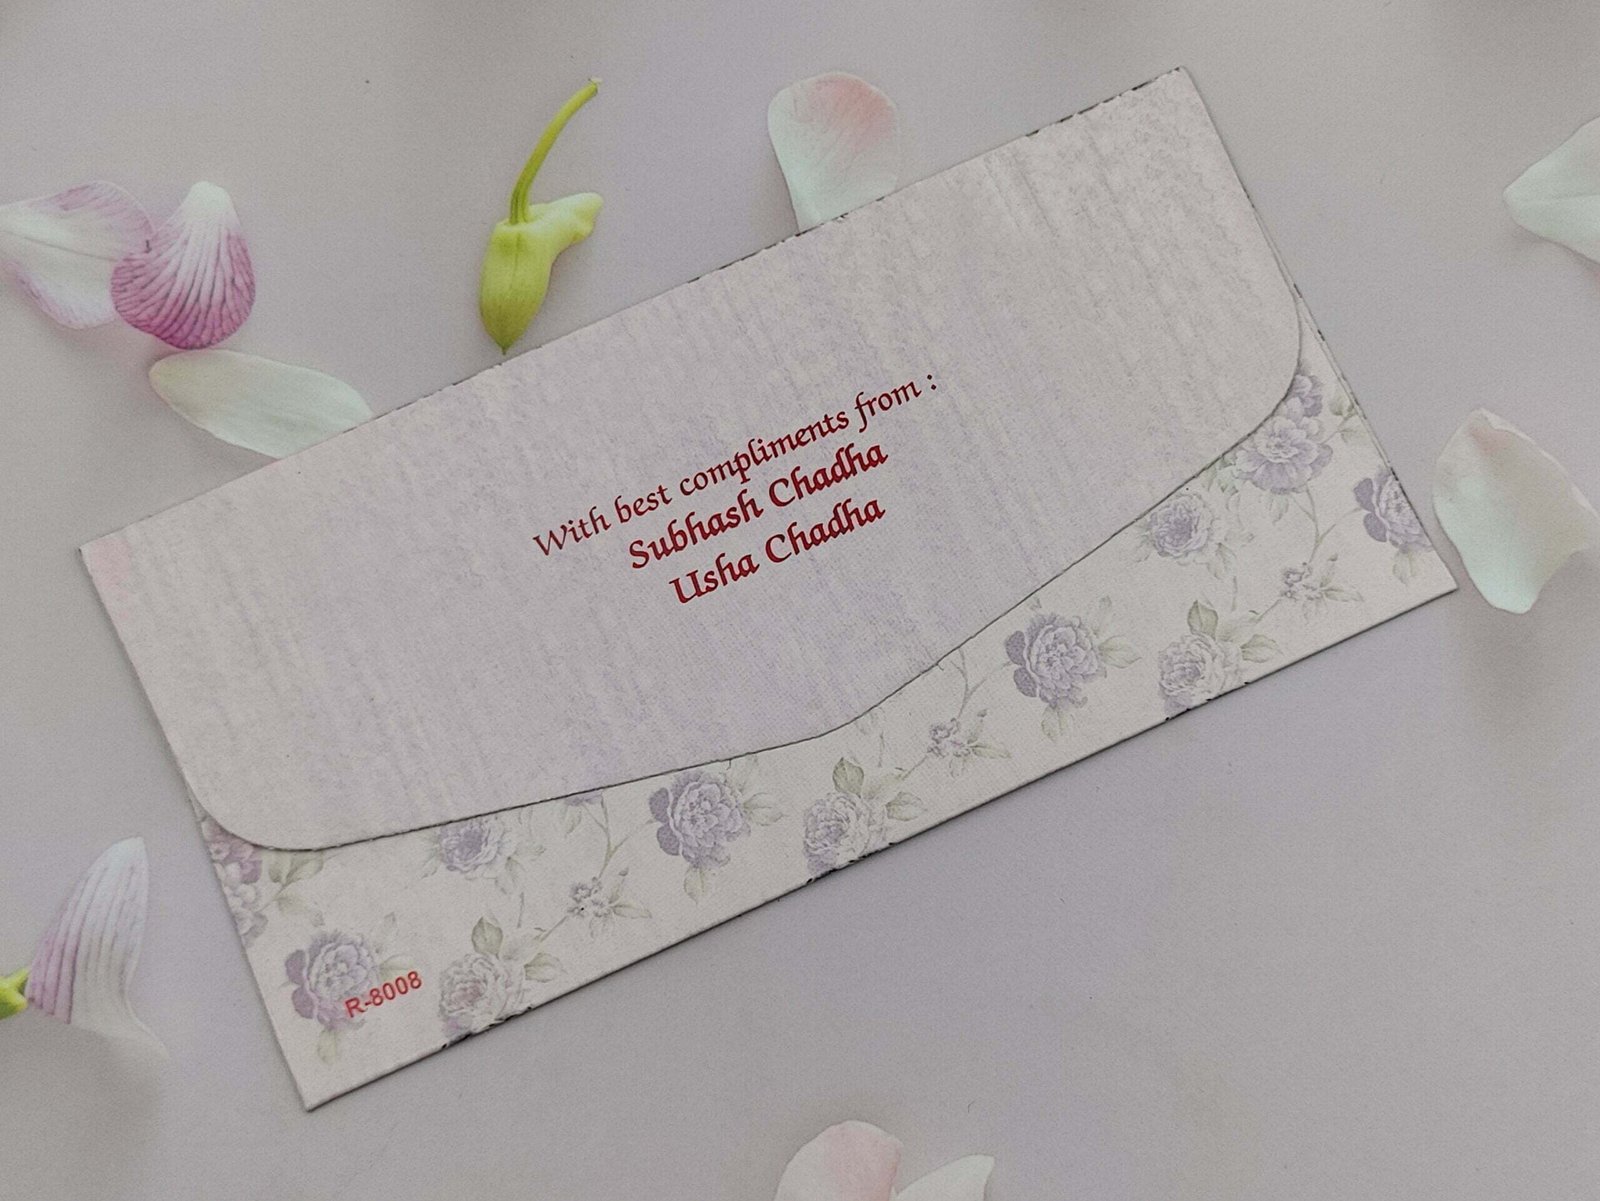 With best compliments from :
Subhash Chadha
Usha Chadha
R-8008